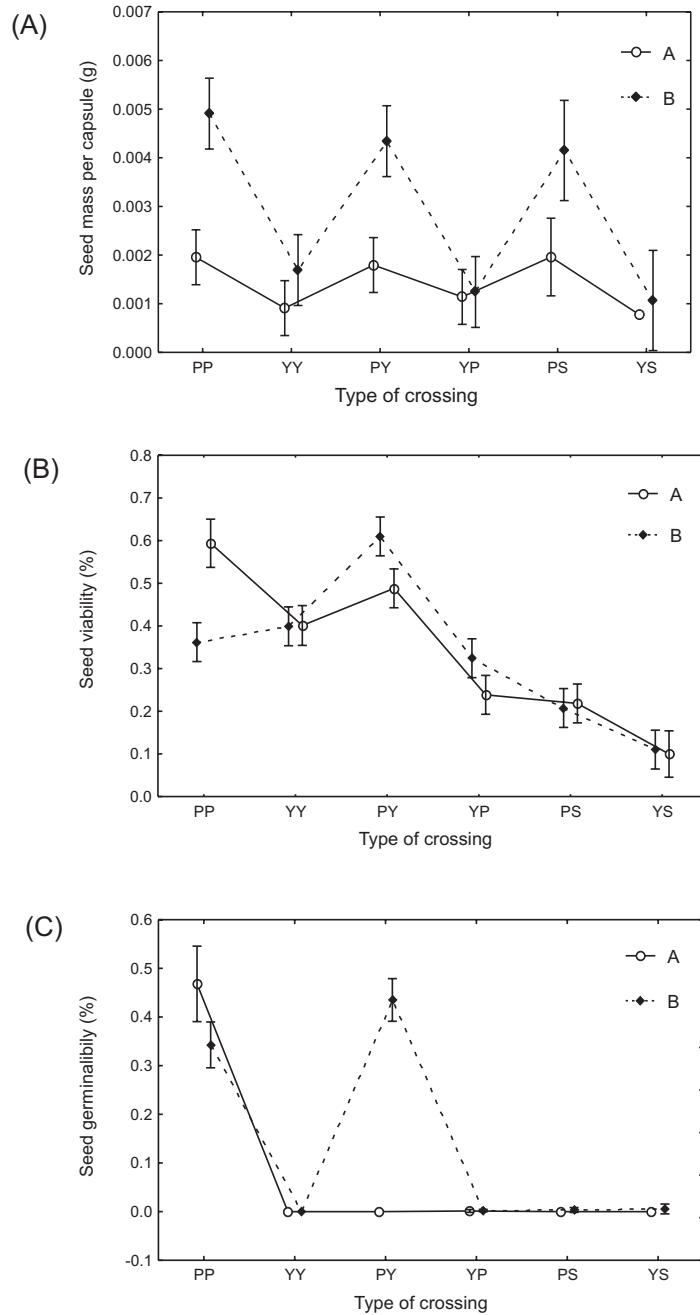 (A)
0.007
0.006
0.005
0.004
0.003
0.002
0.001
0.000
Seed mass per capsule (g)
A
B
PP YY PY YP PS YS
Type of crossing
(B)
0.8
0.7
0.6
0.5
0.4
0.3
0.2
0.1
0.0
Seed viability (%)
A
B
PP YY PY YP PS YS
Type of crossing
(C)
0.6
0.5
0.4
0.3
0.2
0.1
0.0
-0.1
Seed germinalibily (%)
A
B
PP YY PY YP PS YS
Type of crossing